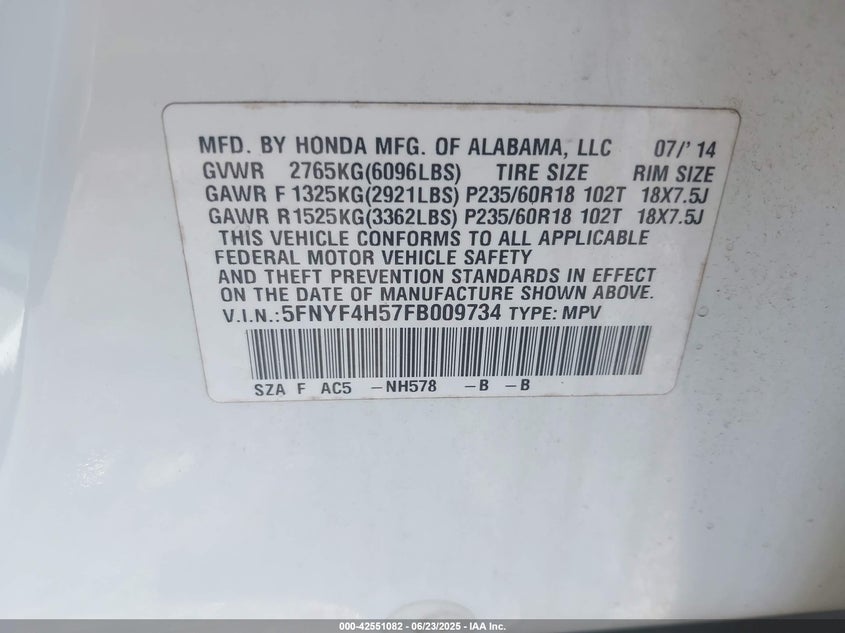 MFD. BY HONDA MFG. OF ALABAMA, LLC 07/' 14
GVWR 2765KG(6096LBS) TIRE SIZE RIM SIZE
GAWR F 1325KG(2921LBS) P235/60R18 102T 18X7.5J
GAWR R1525KG(3362LBS) P235/60R18 102T 18X7.5J
THIS VEHICLE CONFORMS TO ALL APPLICABLE
FEDERAL MOTOR VEHICLE SAFETY
AND THEFT PREVENTION STANDARDS IN EFFECT
ON THE DATE OF MANUFACTURE SHOWN ABOVE.
V.I.N.:5FNYF4H57FB009734 TYPE: MPV
SZA F AC5 -NH578 -B -B
000-42551082 - 06/23/2025 - IAA Inc.